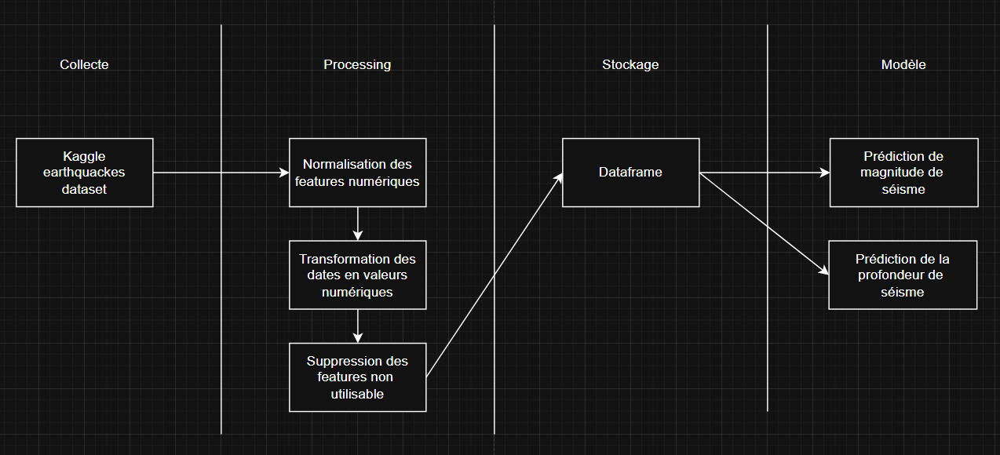 Collecte
Processing
Stockage
Modèle
Kaggle
earthquackes
dataset
Normalisation des
features numériques
Transformation des
dates en valeurs
numériques
Suppression des
features non
utilisable
Dataframe
Prédiction de
magnitude de
séisme
Prédiction de la
profondeur de
séisme